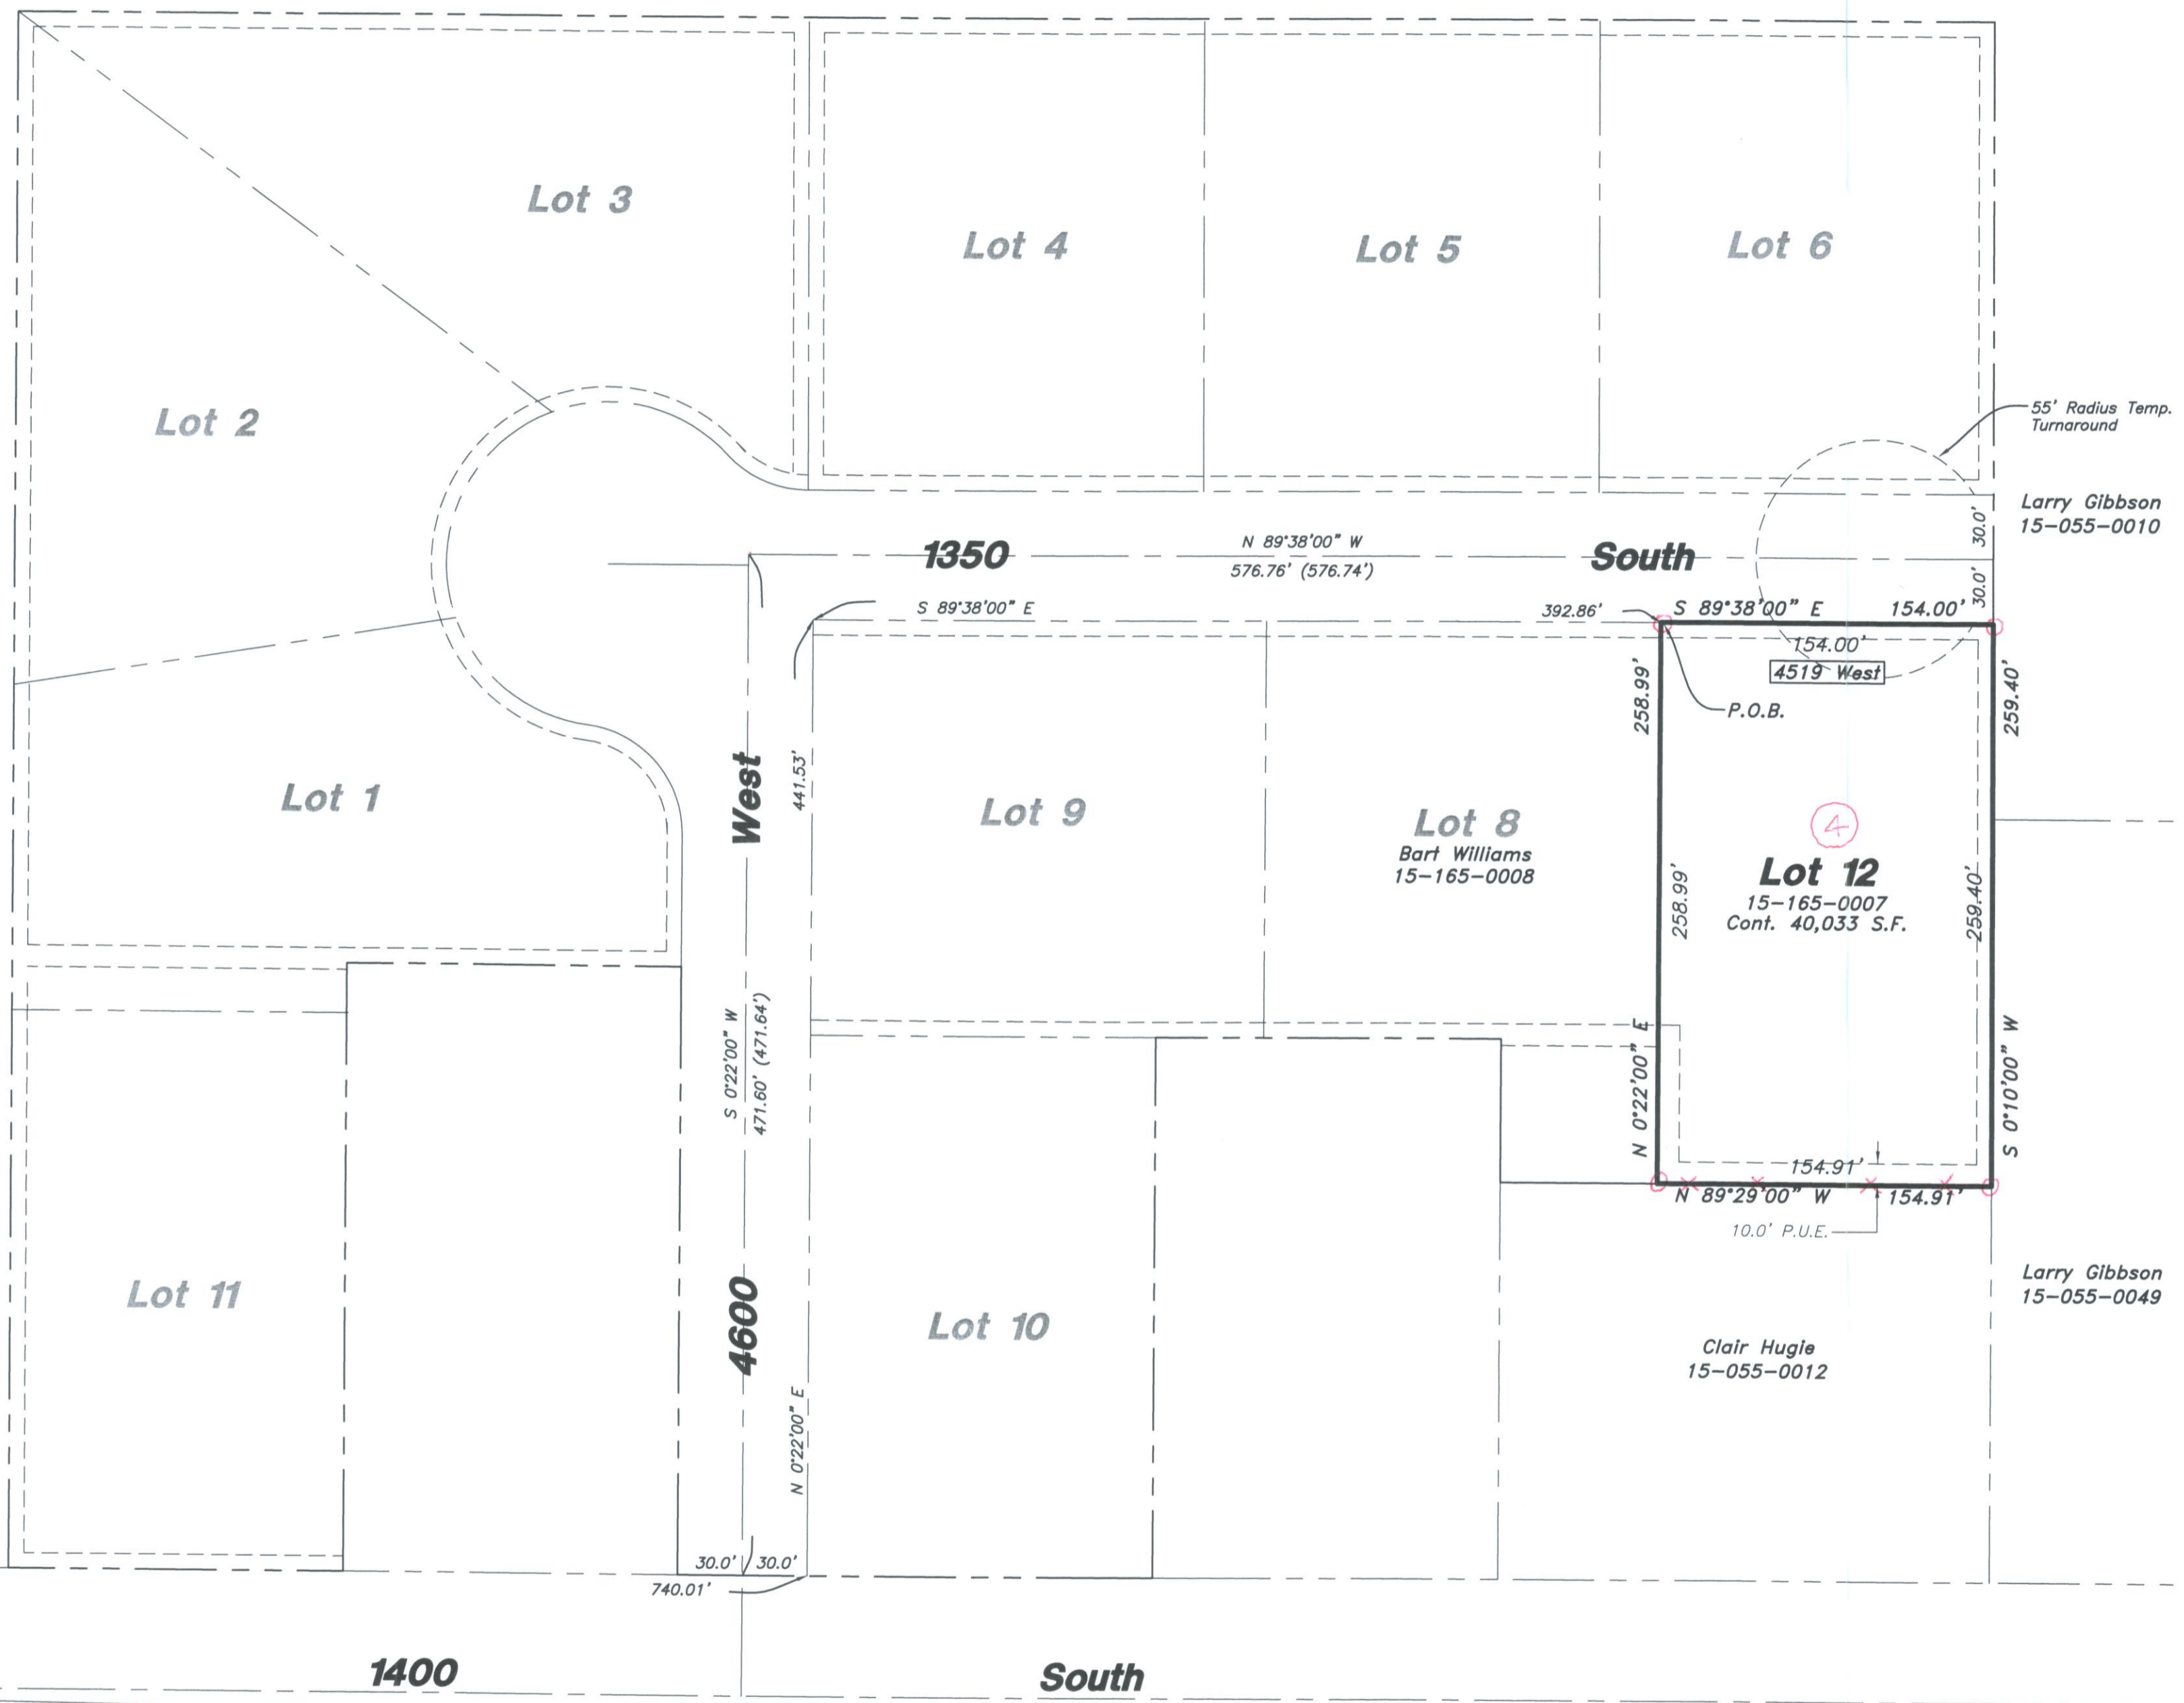 Lot 3
Lot 4
Lot 5
Lot 6
Lot 2
55' Radius Temp.
Turnaround
Larry Gibbson
15-055-0010
30.0'
30.0'
1350 South
N 89°38'00" W
576.76' (576.74')
S 89°38'00" E
392.86'
S 89°38'00" E 154.00'
154.00'
4519 West
P.O.B.
258.99'
259.40'
West
441.53'
Lot 1
Lot 9
Lot 8
Bart Williams
15-165-0008
4
Lot 12
15-165-0007
Cont. 40,033 S.F.
258.99'
259.40'
S 0°22'00" W
471.60' (471.64')
N 0°22'00" E
S 0°10'00" W
154.91'
N 89°29'00" W 154.91'
10.0' P.U.E.
Larry Gibbson
15-055-0049
Lot 11
4600
Lot 10
Clair Hugie
15-055-0012
N 0°22'00" E
30.0' 30.0'
740.01'
1400 South